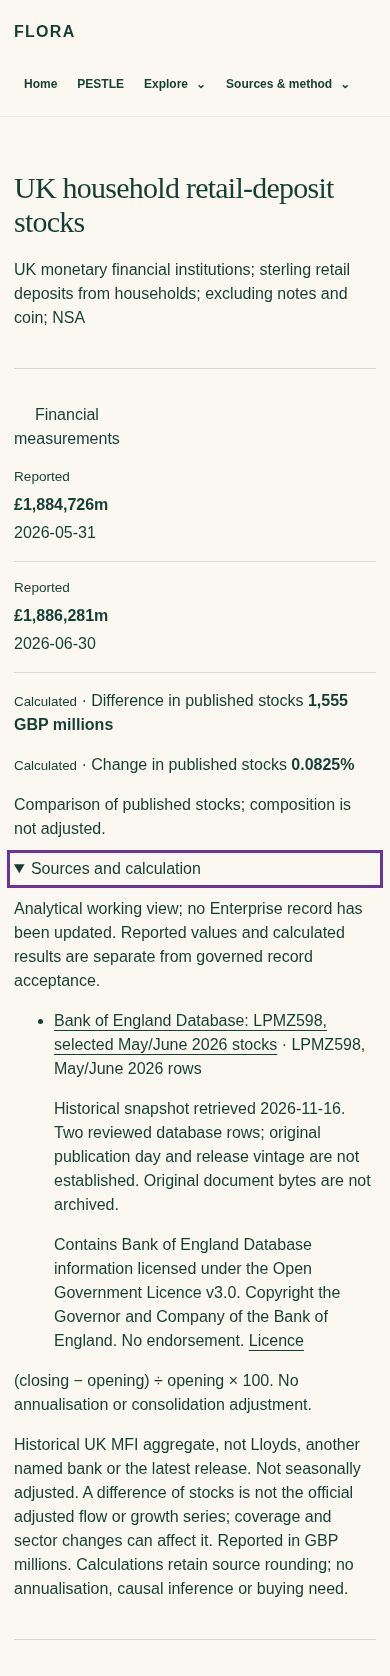 FLORA
Home PESTLE Explore ⌄ Sources & method ⌄
UK household retail-deposit
stocks
UK monetary financial institutions; sterling retail
deposits from households; excluding notes and
coin; NSA
Financial
measurements
Reported
£1,884,726m
2026-05-31
Reported
£1,886,281m
2026-06-30
Calculated · Difference in published stocks 1,555
GBP millions
Calculated · Change in published stocks 0.0825%
Comparison of published stocks; composition is
not adjusted.
▼ Sources and calculation
Analytical working view; no Enterprise record has
been updated. Reported values and calculated
results are separate from governed record
acceptance.
• Bank of England Database: LPMZ598,
selected May/June 2026 stocks · LPMZ598,
May/June 2026 rows
Historical snapshot retrieved 2026-11-16.
Two reviewed database rows; original
publication day and release vintage are not
established. Original document bytes are not
archived.
Contains Bank of England Database
information licensed under the Open
Government Licence v3.0. Copyright the
Governor and Company of the Bank of
England. No endorsement. Licence
(closing − opening) ÷ opening × 100. No
annualisation or consolidation adjustment.
Historical UK MFI aggregate, not Lloyds, another
named bank or the latest release. Not seasonally
adjusted. A difference of stocks is not the official
adjusted flow or growth series; coverage and
sector changes can affect it. Reported in GBP
millions. Calculations retain source rounding; no
annualisation, causal inference or buying need.